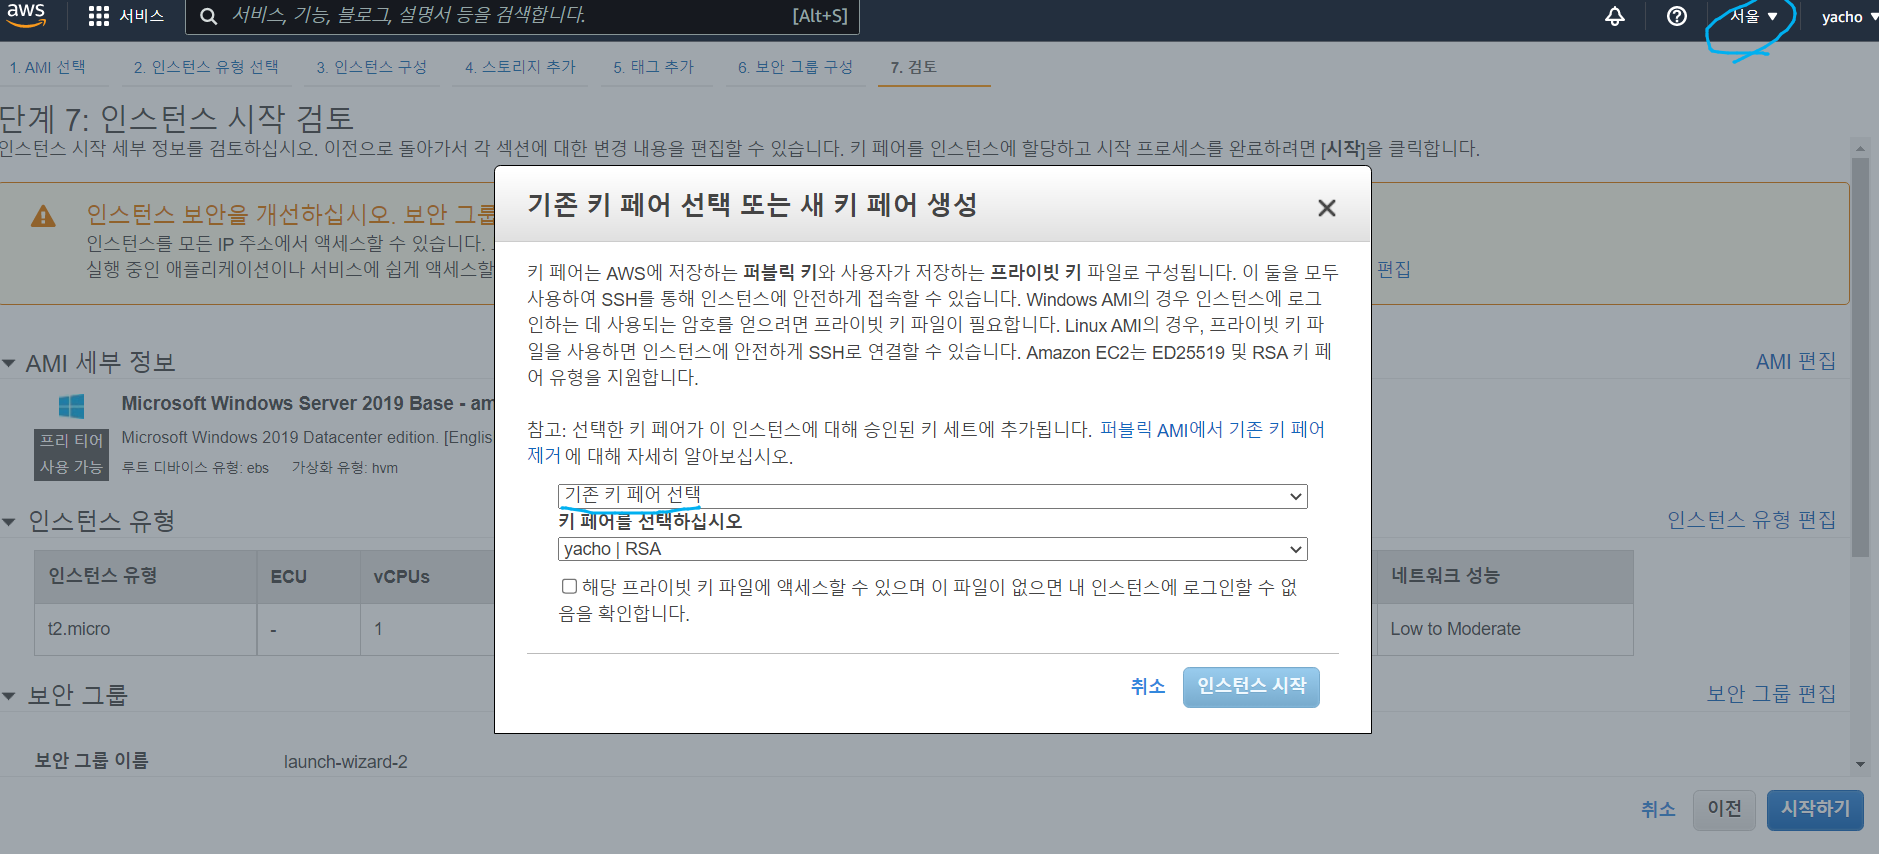 aws
서비스
서비스, 기능, 블로그, 설명서 등을 검색합니다.
[Alt+S]
서울
yacho
1. AMI 선택
2. 인스턴스 유형 선택
3. 인스턴스 구성
4. 스토리지 추가
5. 태그 추가
6. 보안 그룹 구성
7. 검토
단계 7: 인스턴스 시작 검토
인스턴스 시작 세부 정보를 검토하십시오. 이전으로 돌아가서 각 섹션에 대한 변경 내용을 편집할 수 있습니다. 키 페어를 인스턴스에 할당하고 시작 프로세스를 완료하려면 [시작]을 클릭합니다.
인스턴스 보안을 개선하십시오. 보안 그룹
인스턴스를 모든 IP 주소에서 액세스할 수 있습니다.
실행 중인 애플리케이션이나 서비스에 쉽게 액세스할
편집
AMI 세부 정보
AMI 편집
Microsoft Windows Server 2019 Base - am
프리 티어
사용 가능
Microsoft Windows 2019 Datacenter edition. [Englis
루트 디바이스 유형: ebs 가상화 유형: hvm
인스턴스 유형
인스턴스 유형 편집
인스턴스 유형 ECU vCPUs 네트워크 성능
t2.micro - 1 Low to Moderate
보안 그룹
보안 그룹 편집
보안 그룹 이름 launch-wizard-2
기존 키 페어 선택 또는 새 키 페어 생성
키 페어는 AWS에 저장하는 퍼블릭 키와 사용자가 저장하는 프라이빗 키 파일로 구성됩니다. 이 둘을 모두
사용하여 SSH를 통해 인스턴스에 안전하게 접속할 수 있습니다. Windows AMI의 경우 인스턴스에 로그
인하는 데 사용되는 암호를 얻으려면 프라이빗 키 파일이 필요합니다. Linux AMI의 경우, 프라이빗 키 파
일을 사용하면 인스턴스에 안전하게 SSH로 연결할 수 있습니다. Amazon EC2는 ED25519 및 RSA 키 페
어 유형을 지원합니다.
참고: 선택한 키 페어가 이 인스턴스에 대해 승인된 키 세트에 추가됩니다. 퍼블릭 AMI에서 기존 키 페어
제거에 대해 자세히 알아보십시오.
기존 키 페어 선택
키 페어를 선택하십시오
yacho | RSA
해당 프라이빗 키 파일에 액세스할 수 있으며 이 파일이 없으면 내 인스턴스에 로그인할 수 없
음을 확인합니다.
취소
인스턴스 시작
취소
이전
시작하기